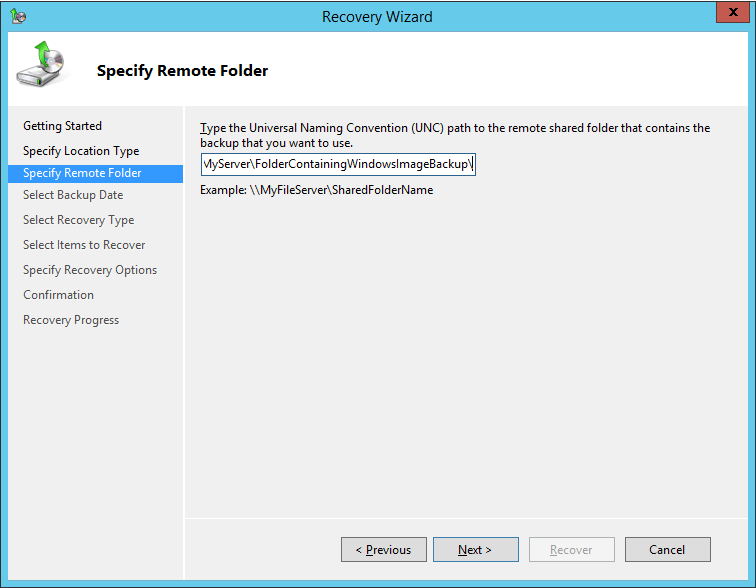 Recovery Wizard
x
Specify Remote Folder
Getting Started
Specify Location Type
Specify Remote Folder
Select Backup Date
Select Recovery Type
Select Items to Recover
Specify Recovery Options
Confirmation
Recovery Progress
Type the Universal Naming Convention (UNC) path to the remote shared folder that contains the
backup that you want to use.
MyServer\FolderContainingWindowsImageBackup\
Example: \\MyFileServer\SharedFolderName
< Previous
Next >
Recover
Cancel